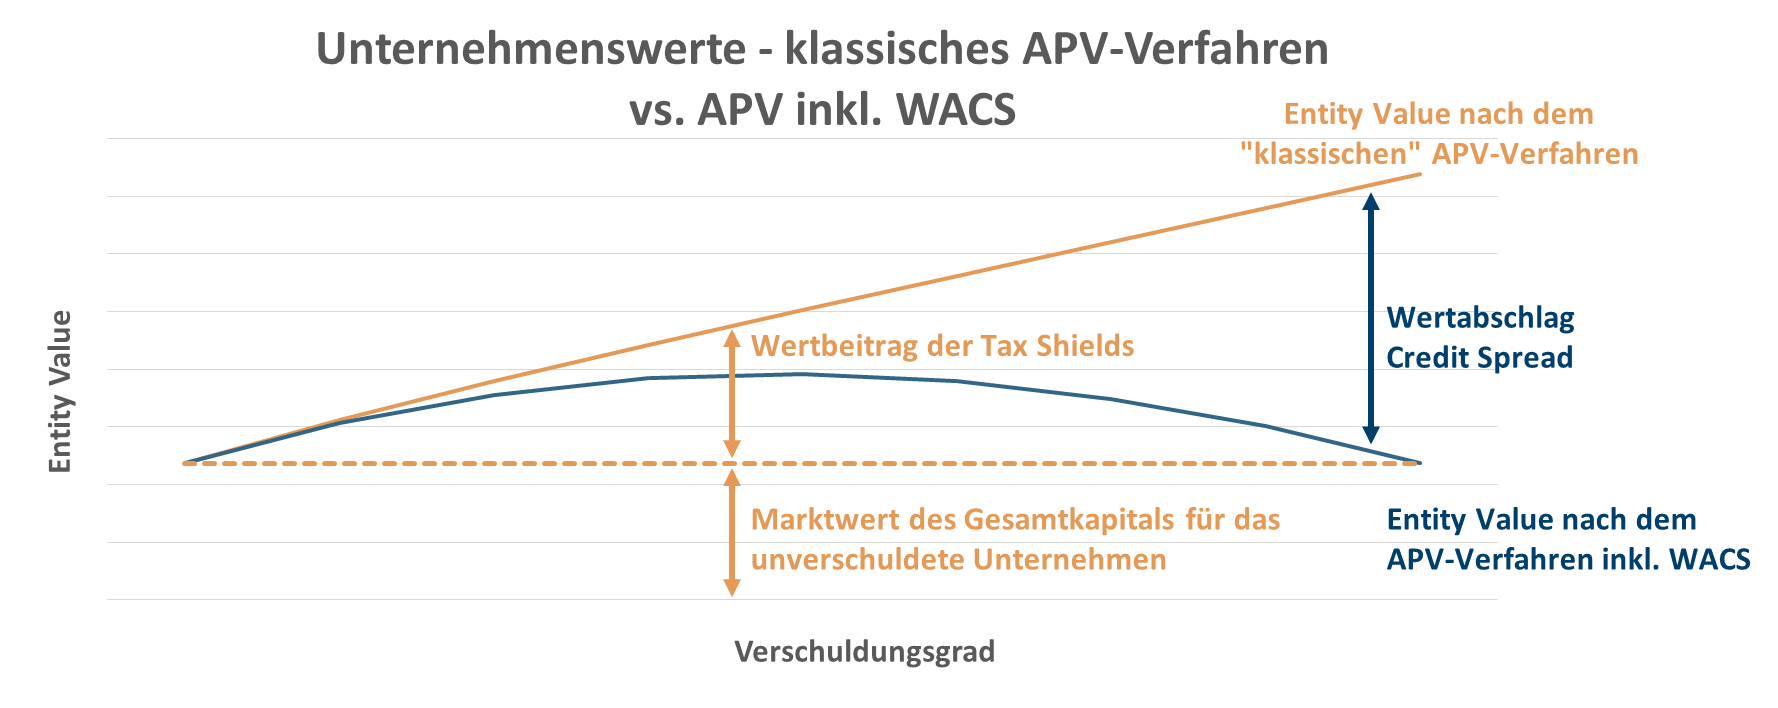 Unternehmenswerte - klassisches APV-Verfahren
vs. APV inkl. WACS
Entity Value nach dem
"klassischen" APV-Verfahren
Entity Value
Wertbeitrag der Tax Shields
Wertabschlag
Credit Spread
Marktwert des Gesamtkapitals für das
unverschuldete Unternehmen
Entity Value nach dem
APV-Verfahren inkl. WACS
Verschuldungsgrad